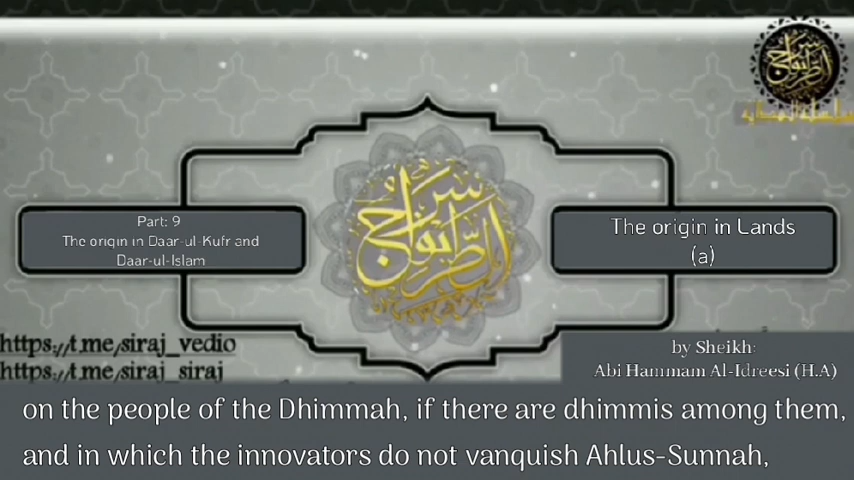 Part: 9
The origin in Daar-ul-Kufr and
Daar-ul-Islam
The origin in Lands
(a)
سراج الطريق
https://t.me/siraj_vedio
https://t.me/siraj_siraj
by Sheikh:
Abi Hammam Al-Idreesi (H.A)
on the people of the Dhimmah, if there are dhimmis among them,
and in which the innovators do not vanquish Ahlus-Sunnah,